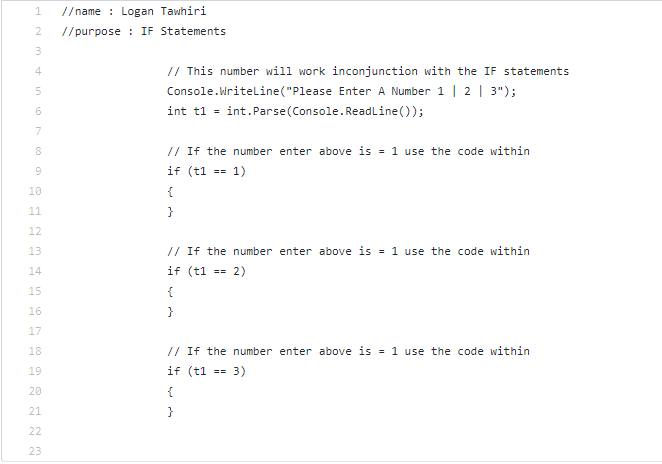 1 //name : Logan Tawhiri
2 //purpose : IF Statements
3
4 // This number will work inconjunction with the IF statements
5 Console.WriteLine("Please Enter A Number 1 | 2 | 3");
6 int t1 = int.Parse(Console.ReadLine());
7
8 // If the number enter above is = 1 use the code within
9 if (t1 == 1)
10 {
11 }
12
13 // If the number enter above is = 1 use the code within
14 if (t1 == 2)
15 {
16 }
17
18 // If the number enter above is = 1 use the code within
19 if (t1 == 3)
20 {
21 }
22
23